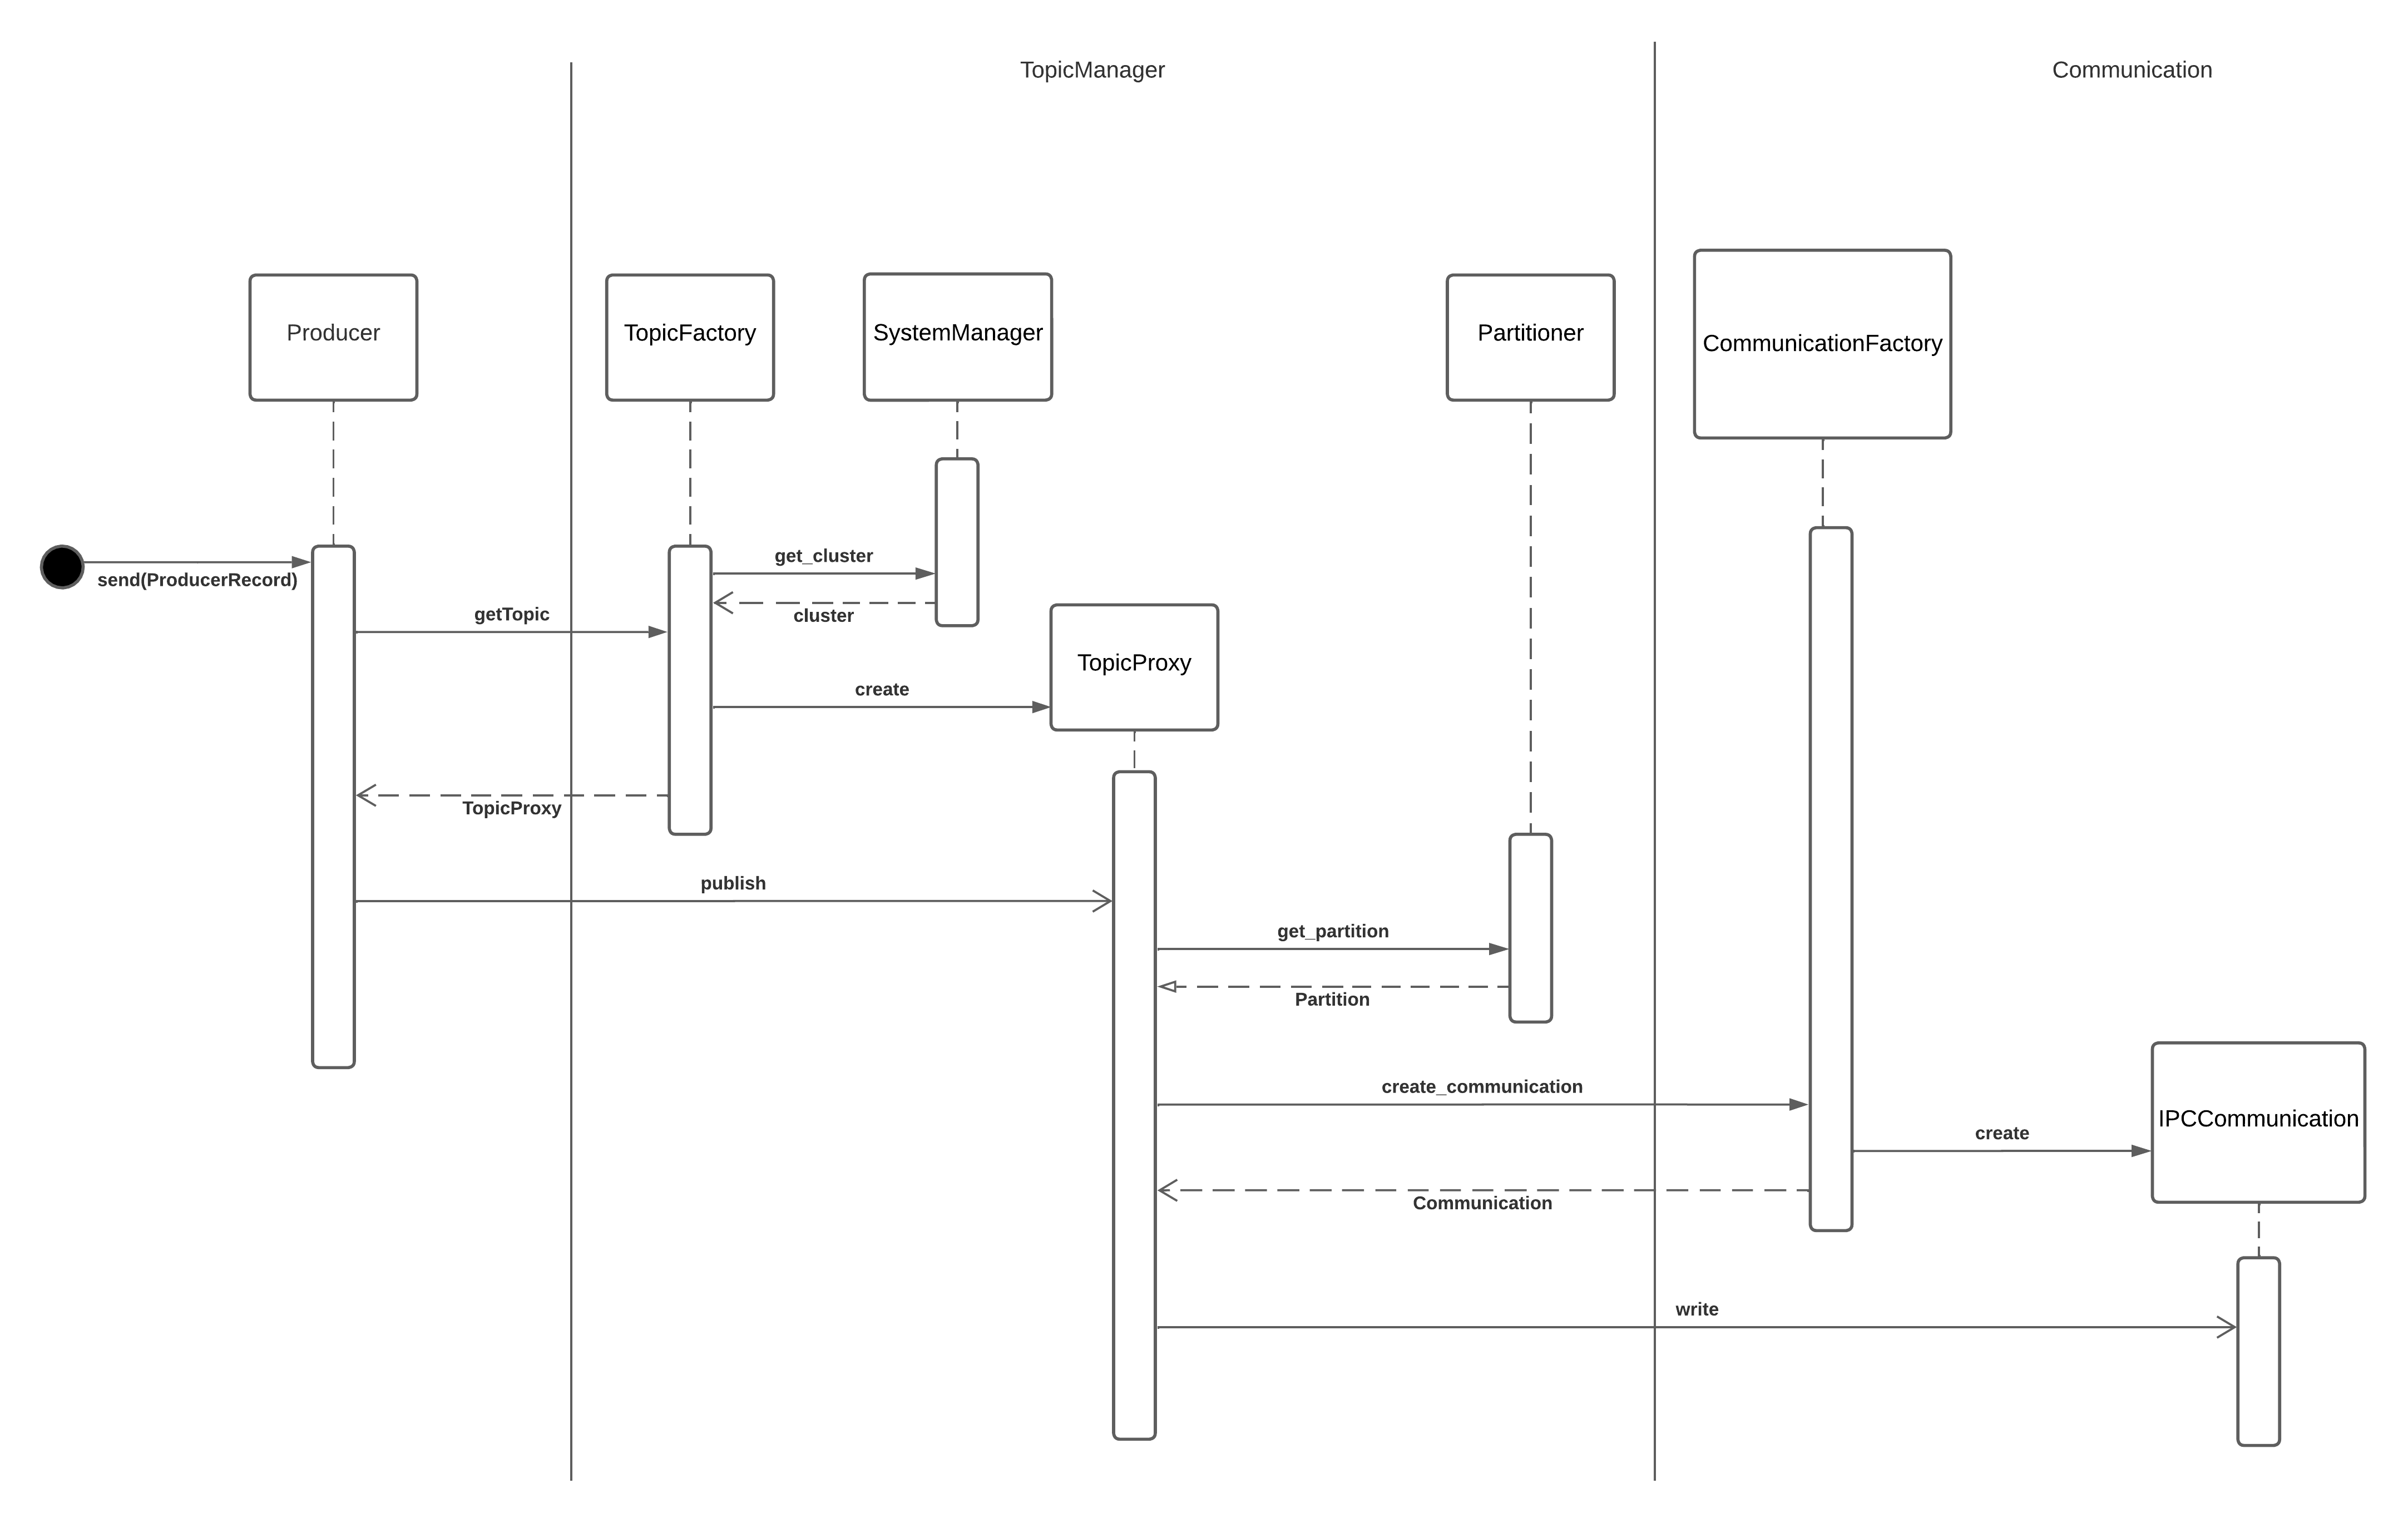 TopicManager
Communication
Producer
TopicFactory
SystemManager
Partitioner
CommunicationFactory
get_cluster
send(ProducerRecord)
cluster
getTopic
TopicProxy
create
TopicProxy
publish
get_partition
Partition
create_communication
IPCCommunication
create
Communication
write